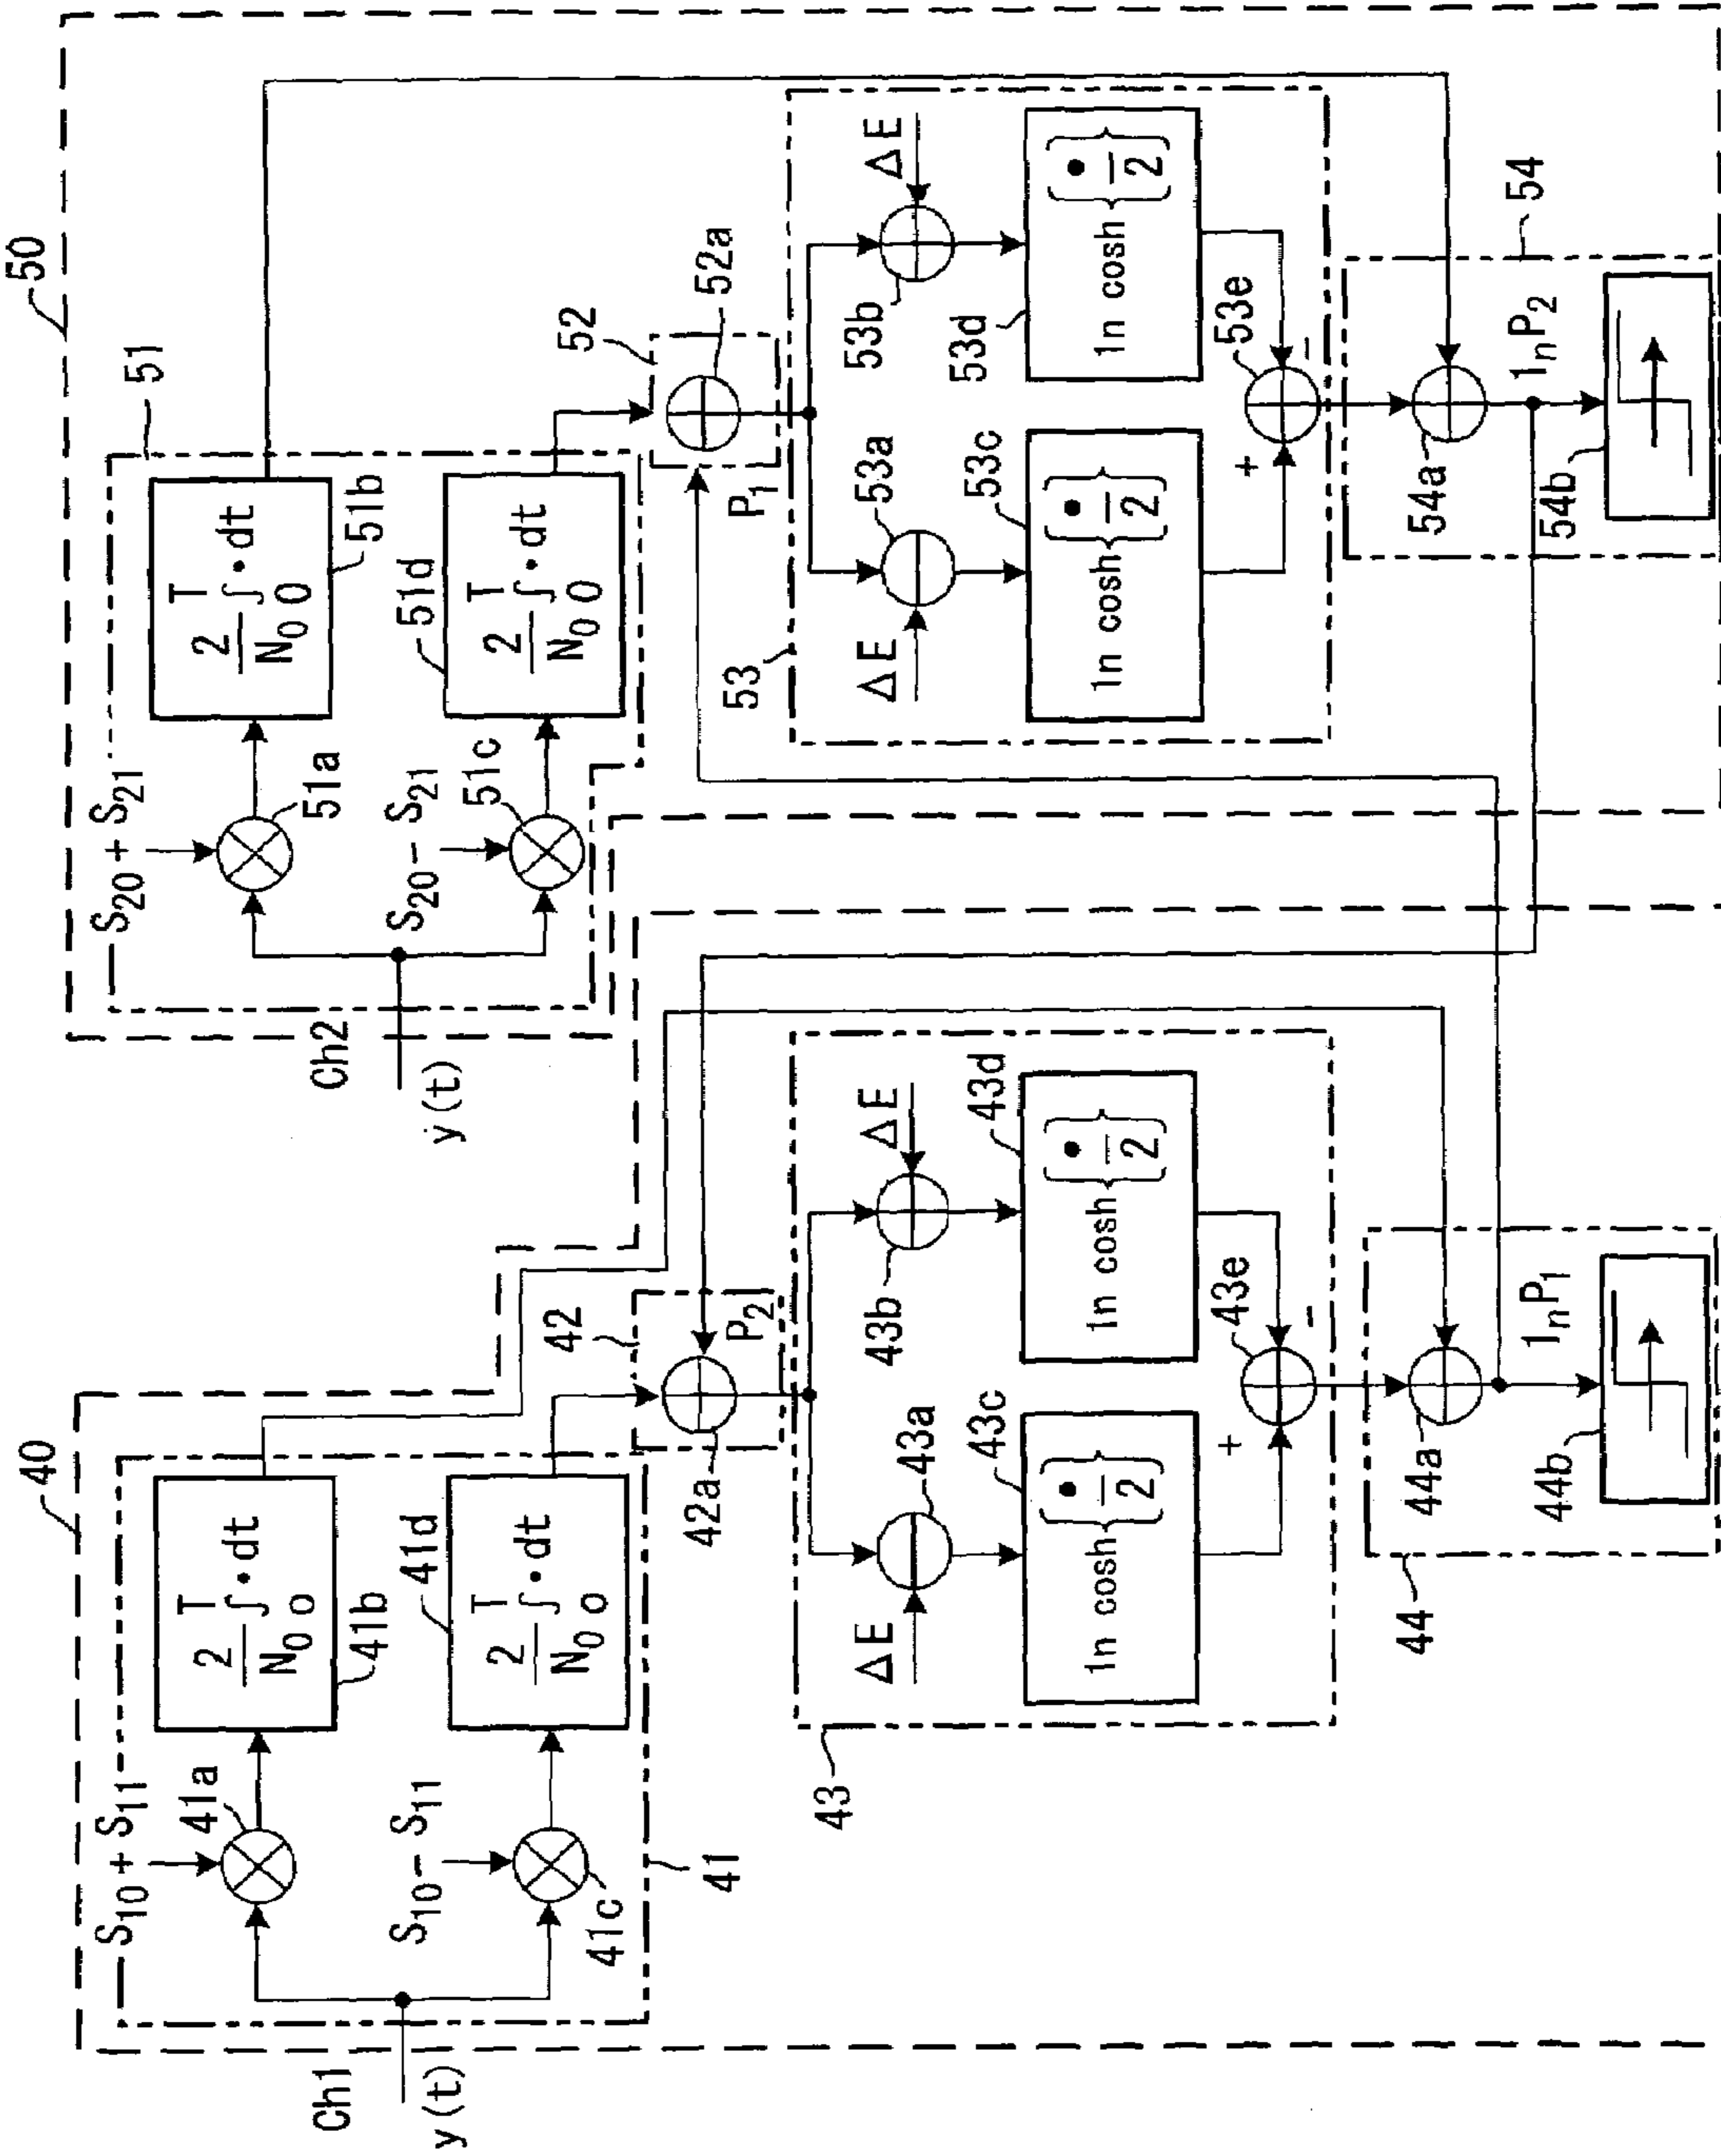 50
51
S20 + S21
51a
2/N0 ∫0T • dt
51b
S20 − S21
51c
51d
2/N0 ∫0T • dt
Ch2
y(t)
52
52a
P1
53
ΔE
53a
53b
ΔE
53c
ln cosh{•/2}
53d
ln cosh{•/2}
+
−
53e
54
54a
lnP2
54b
40
S10 + S11
41a
2/N0 ∫0T • dt
41b
S10 − S11
41c
41d
2/N0 ∫0T • dt
41
Ch1
y(t)
42
42a
P2
43
ΔE
43a
43b
ΔE
43c
ln cosh{•/2}
43d
ln cosh{•/2}
+
−
43e
44
44a
lnP1
44b